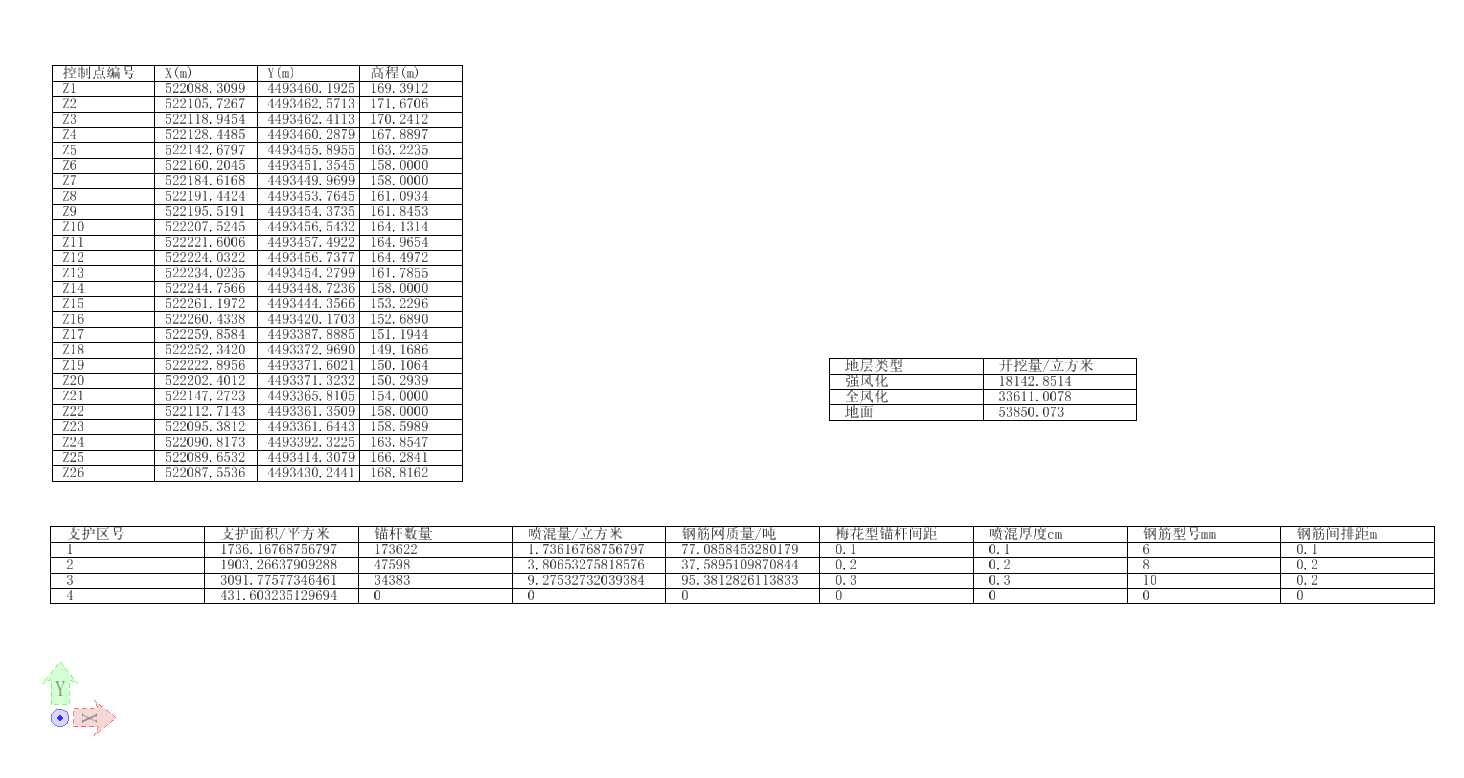 控制点编号 X(m) Y(m) 高程(m)
Z1 522088.3099 4493460.1925 169.3912
Z2 522105.7267 4493462.5713 171.6706
Z3 522118.9454 4493462.4113 170.2412
Z4 522128.4485 4493460.2879 167.8897
Z5 522142.6797 4493455.8955 163.2235
Z6 522160.2045 4493451.3545 158.0000
Z7 522184.6168 4493449.9699 158.0000
Z8 522191.4424 4493453.7645 161.0934
Z9 522195.5191 4493454.3735 161.8453
Z10 522207.5245 4493456.5432 164.1314
Z11 522221.6006 4493457.4922 164.9654
Z12 522224.0322 4493456.7377 164.4972
Z13 522234.0235 4493454.2799 161.7855
Z14 522244.7566 4493448.7236 158.0000
Z15 522261.1972 4493444.3566 153.2296
Z16 522260.4338 4493420.1703 152.6890
Z17 522259.8584 4493387.8885 151.1944
Z18 522252.3420 4493372.9690 149.1686
Z19 522222.8956 4493371.6021 150.1064
Z20 522202.4012 4493371.3232 150.2939
Z21 522147.2723 4493365.8105 154.0000
Z22 522112.7143 4493361.3509 158.0000
Z23 522095.3812 4493361.6443 158.5989
Z24 522090.8173 4493392.3225 163.8547
Z25 522089.6532 4493414.3079 166.2841
Z26 522087.5536 4493430.2441 168.8162
地层类型 开挖量/立方米
强风化 18142.8514
全风化 33611.0078
地面 53850.073
支护区号 支护面积/平方米 锚杆数量 喷混量/立方米 钢筋网质量/吨 梅花型锚杆间距 喷混厚度cm 钢筋型号mm 钢筋间排距m
1 1736.16768756797 173622 1.73616768756797 77.0858453280179 0.1 0.1 6 0.1
2 1903.26637909288 47598 3.80653275818576 37.5895109870844 0.2 0.2 8 0.2
3 3091.77577346461 34383 9.27532732039384 95.3812826113833 0.3 0.3 10 0.2
4 431.603235129694 0 0 0 0 0 0 0
Y
X